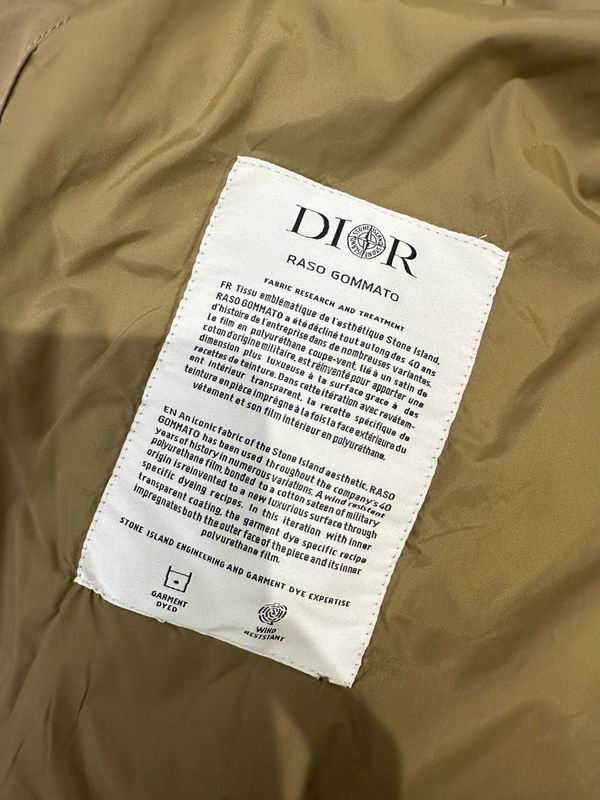 DIOR
STONE ISLAND
RASO GOMMATO
FABRIC RESEARCH AND TREATMENT
FR Tissu emblématique de l'esthétique Stone Island,
RASO GOMMATO a été décliné tout au long des 40 ans
d'histoire de l'entreprise dans de nombreuses variantes.
Le film en polyuréthane coupe-vent, lié à un satin de
coton d'origine militaire, est réinventé pour apporter une
dimension plus luxueuse à la surface grace à des
recettes de teinture. Dans cette itération avec revêtem-
ent intérieur transparent, la recette spécifique de
teinture en pièce imprègne à la fois la face extérieure du
vêtement et son film intérieur en polyuréthane.
EN An iconic fabric of the Stone Island aesthetic, RASO
GOMMATO has been used throughout the company's 40
years of history in numerous variations. A wind resistant
polyurethane film, bonded to a cotton sateen of military
origin is reinvented to a new luxurious surface through
specific dyeing recipes. In this iteration with inner
transparent coating, the garment dye specific recipe
impregnates both the outer face of the piece and its inner
polyurethane film.
STONE ISLAND ENGINEERING AND GARMENT DYE EXPERTISE
GARMENT
DYED
WIND
RESTSTANT